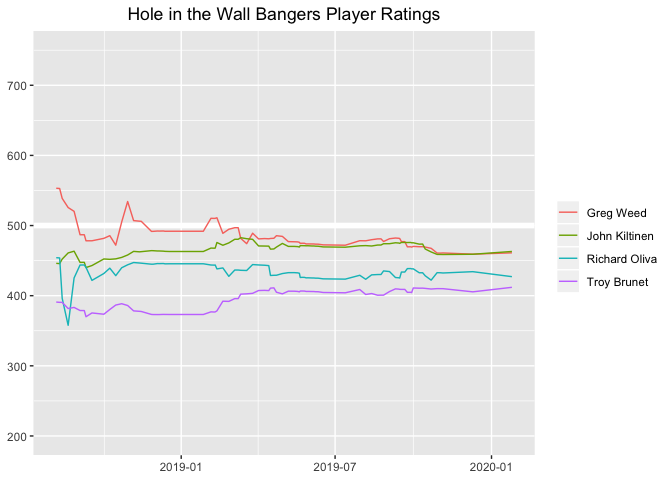 Hole in the Wall Bangers Player Ratings
700
600
500
400
300
200
2019-01
2019-07
2020-01
Greg Weed
John Kiltinen
Richard Oliva
Troy Brunet